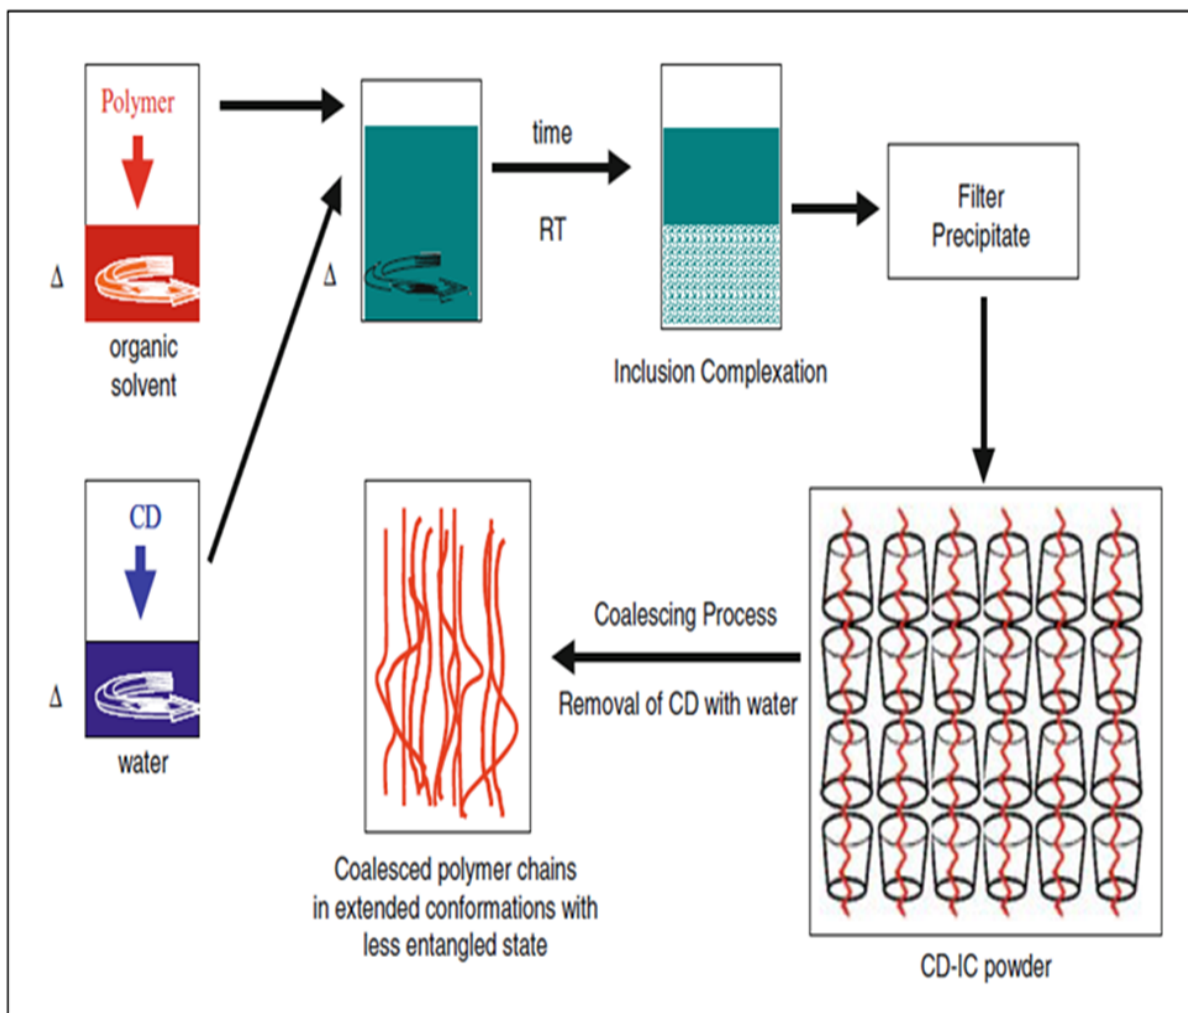 Polymer
Δ
organic
solvent
Δ
time
RT
Inclusion Complexation
Filter
Precipitate
CD
Δ
water
Coalescing Process
Removal of CD with water
Coalesced polymer chains
in extended conformations with
less entangled state
CD-IC powder